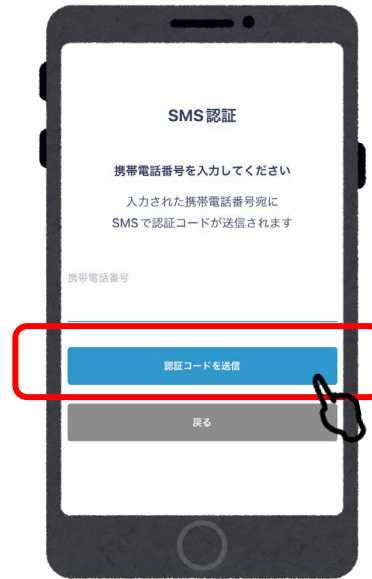 SMS認証
携帯電話番号を入力してください
入力された携帯電話番号宛に
SMSで認証コードが送信されます
携帯電話番号
認証コードを送信
戻る